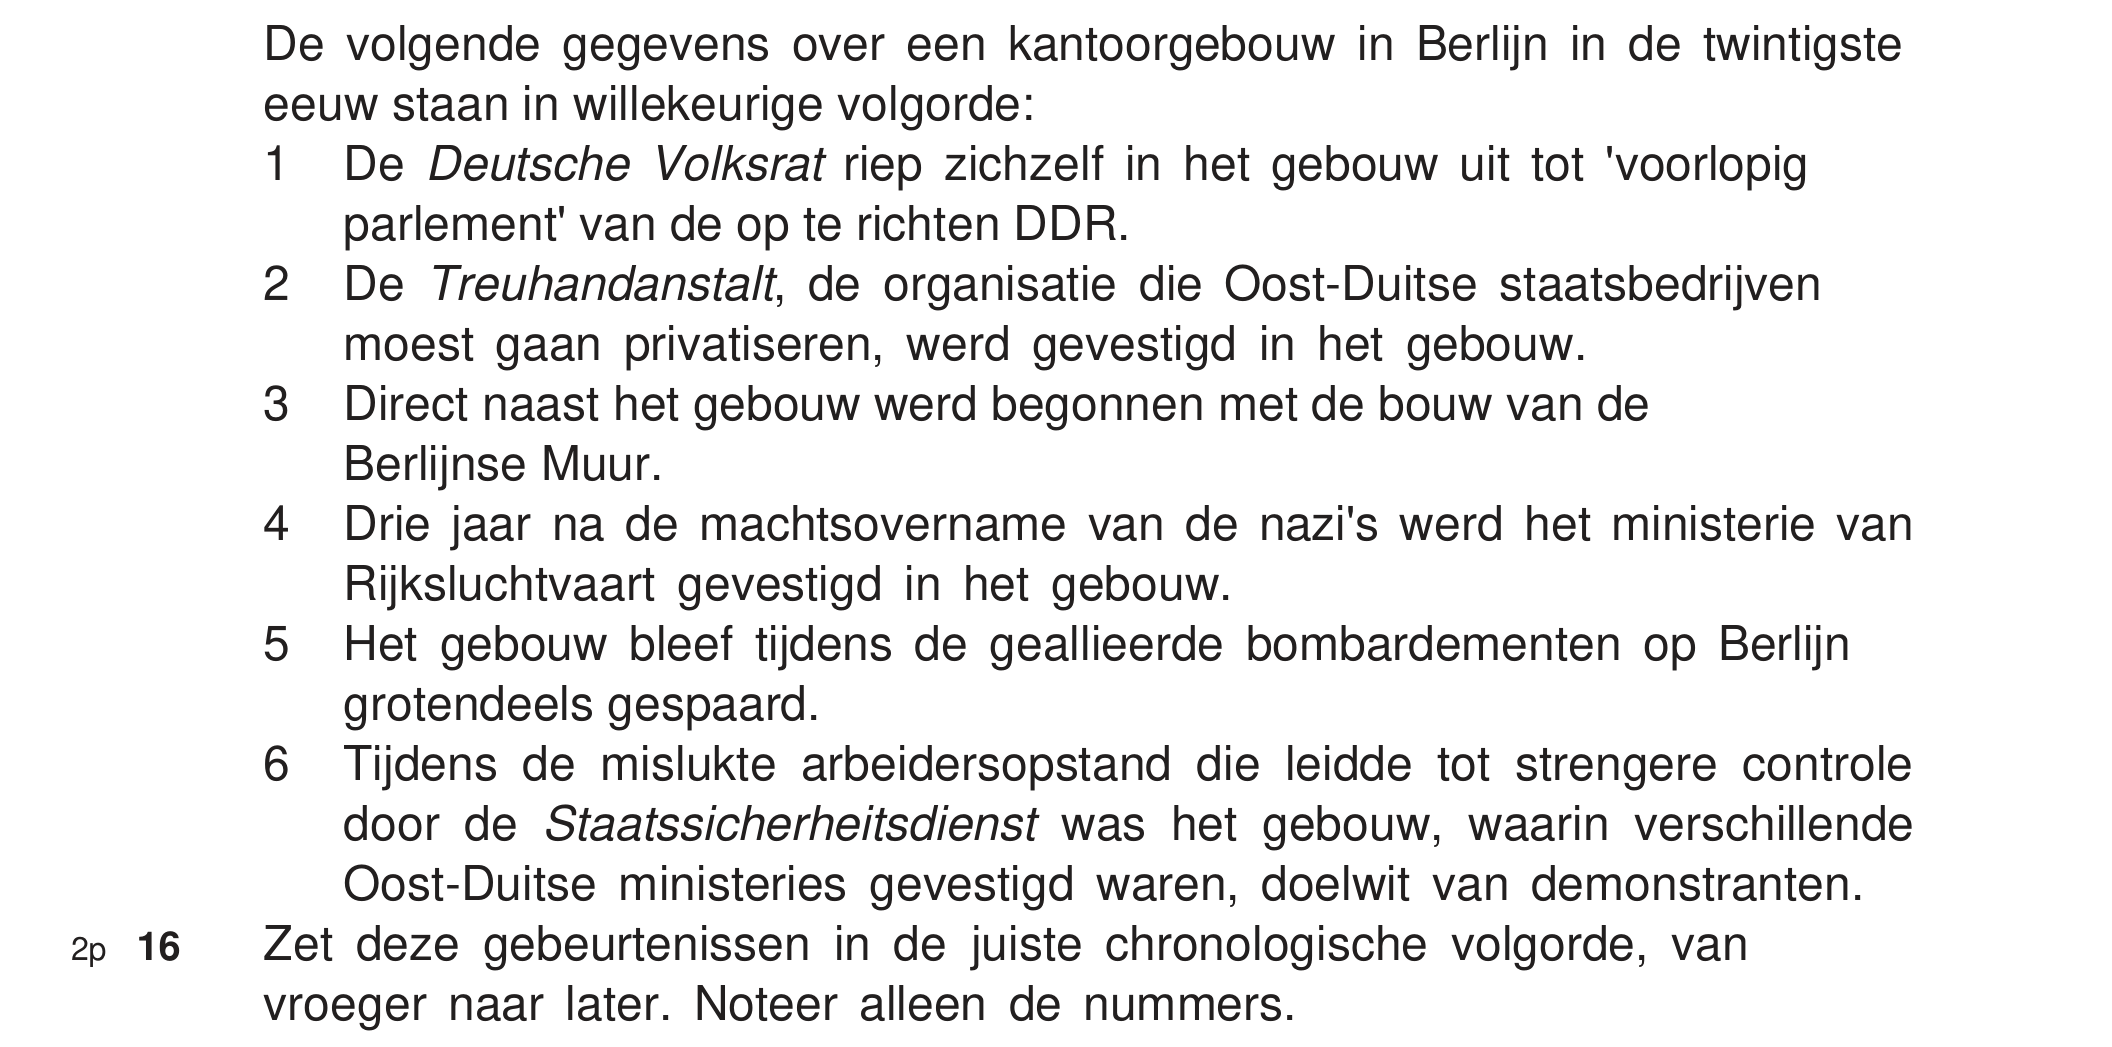 De volgende gegevens over een kantoorgebouw in Berlijn in de twintigste
eeuw staan in willekeurige volgorde:
1 De Deutsche Volksrat riep zichzelf in het gebouw uit tot 'voorlopig
parlement' van de op te richten DDR.
2 De Treuhandanstalt, de organisatie die Oost-Duitse staatsbedrijven
moest gaan privatiseren, werd gevestigd in het gebouw.
3 Direct naast het gebouw werd begonnen met de bouw van de
Berlijnse Muur.
4 Drie jaar na de machtsovername van de nazi's werd het ministerie van
Rijksluchtvaart gevestigd in het gebouw.
5 Het gebouw bleef tijdens de geallieerde bombardementen op Berlijn
grotendeels gespaard.
6 Tijdens de mislukte arbeidersopstand die leidde tot strengere controle
door de Staatssicherheitsdienst was het gebouw, waarin verschillende
Oost-Duitse ministeries gevestigd waren, doelwit van demonstranten.
2p 16 Zet deze gebeurtenissen in de juiste chronologische volgorde, van
vroeger naar later. Noteer alleen de nummers.